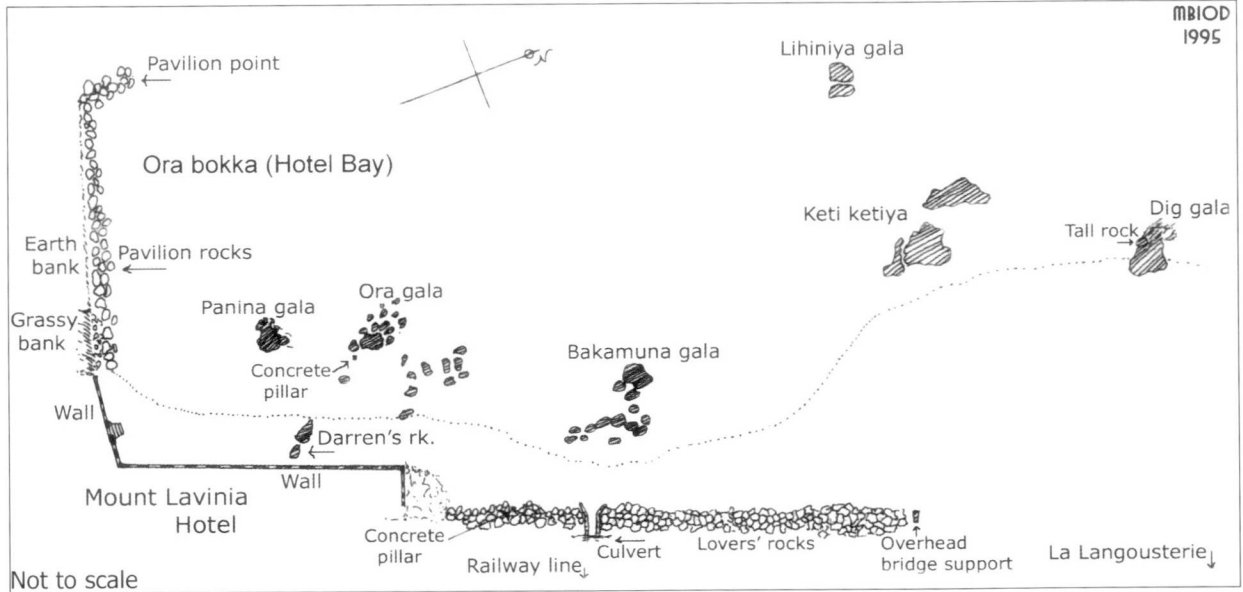 MBIOD
1995
Lihiniya gala
Pavilion point
N
Ora bokka (Hotel Bay)
Keti ketiya
Dig gala
Tall rock
Earth
bank
Pavilion rocks
Grassy
bank
Panina gala
Ora gala
Concrete
pillar
Bakamuna gala
Wall
Darren's rk.
Wall
Mount Lavinia
Hotel
Concrete
pillar
Railway line
Culvert
Lovers' rocks
Overhead
bridge support
La Langousterie
Not to scale